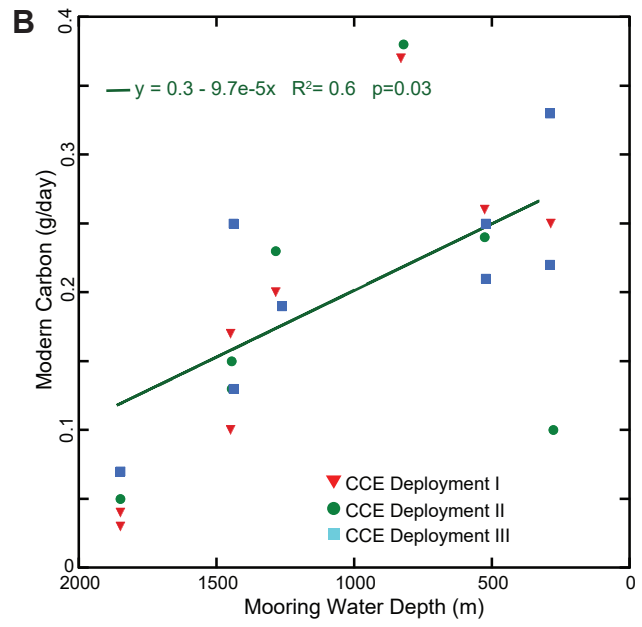 B
0.4
y = 0.3 - 9.7e-5x R²= 0.6 p=0.03
0.3
Modern Carbon (g/day)
0.2
0.1
CCE Deployment I
CCE Deployment II
CCE Deployment III
0
2000 1500 1000 500 0
Mooring Water Depth (m)